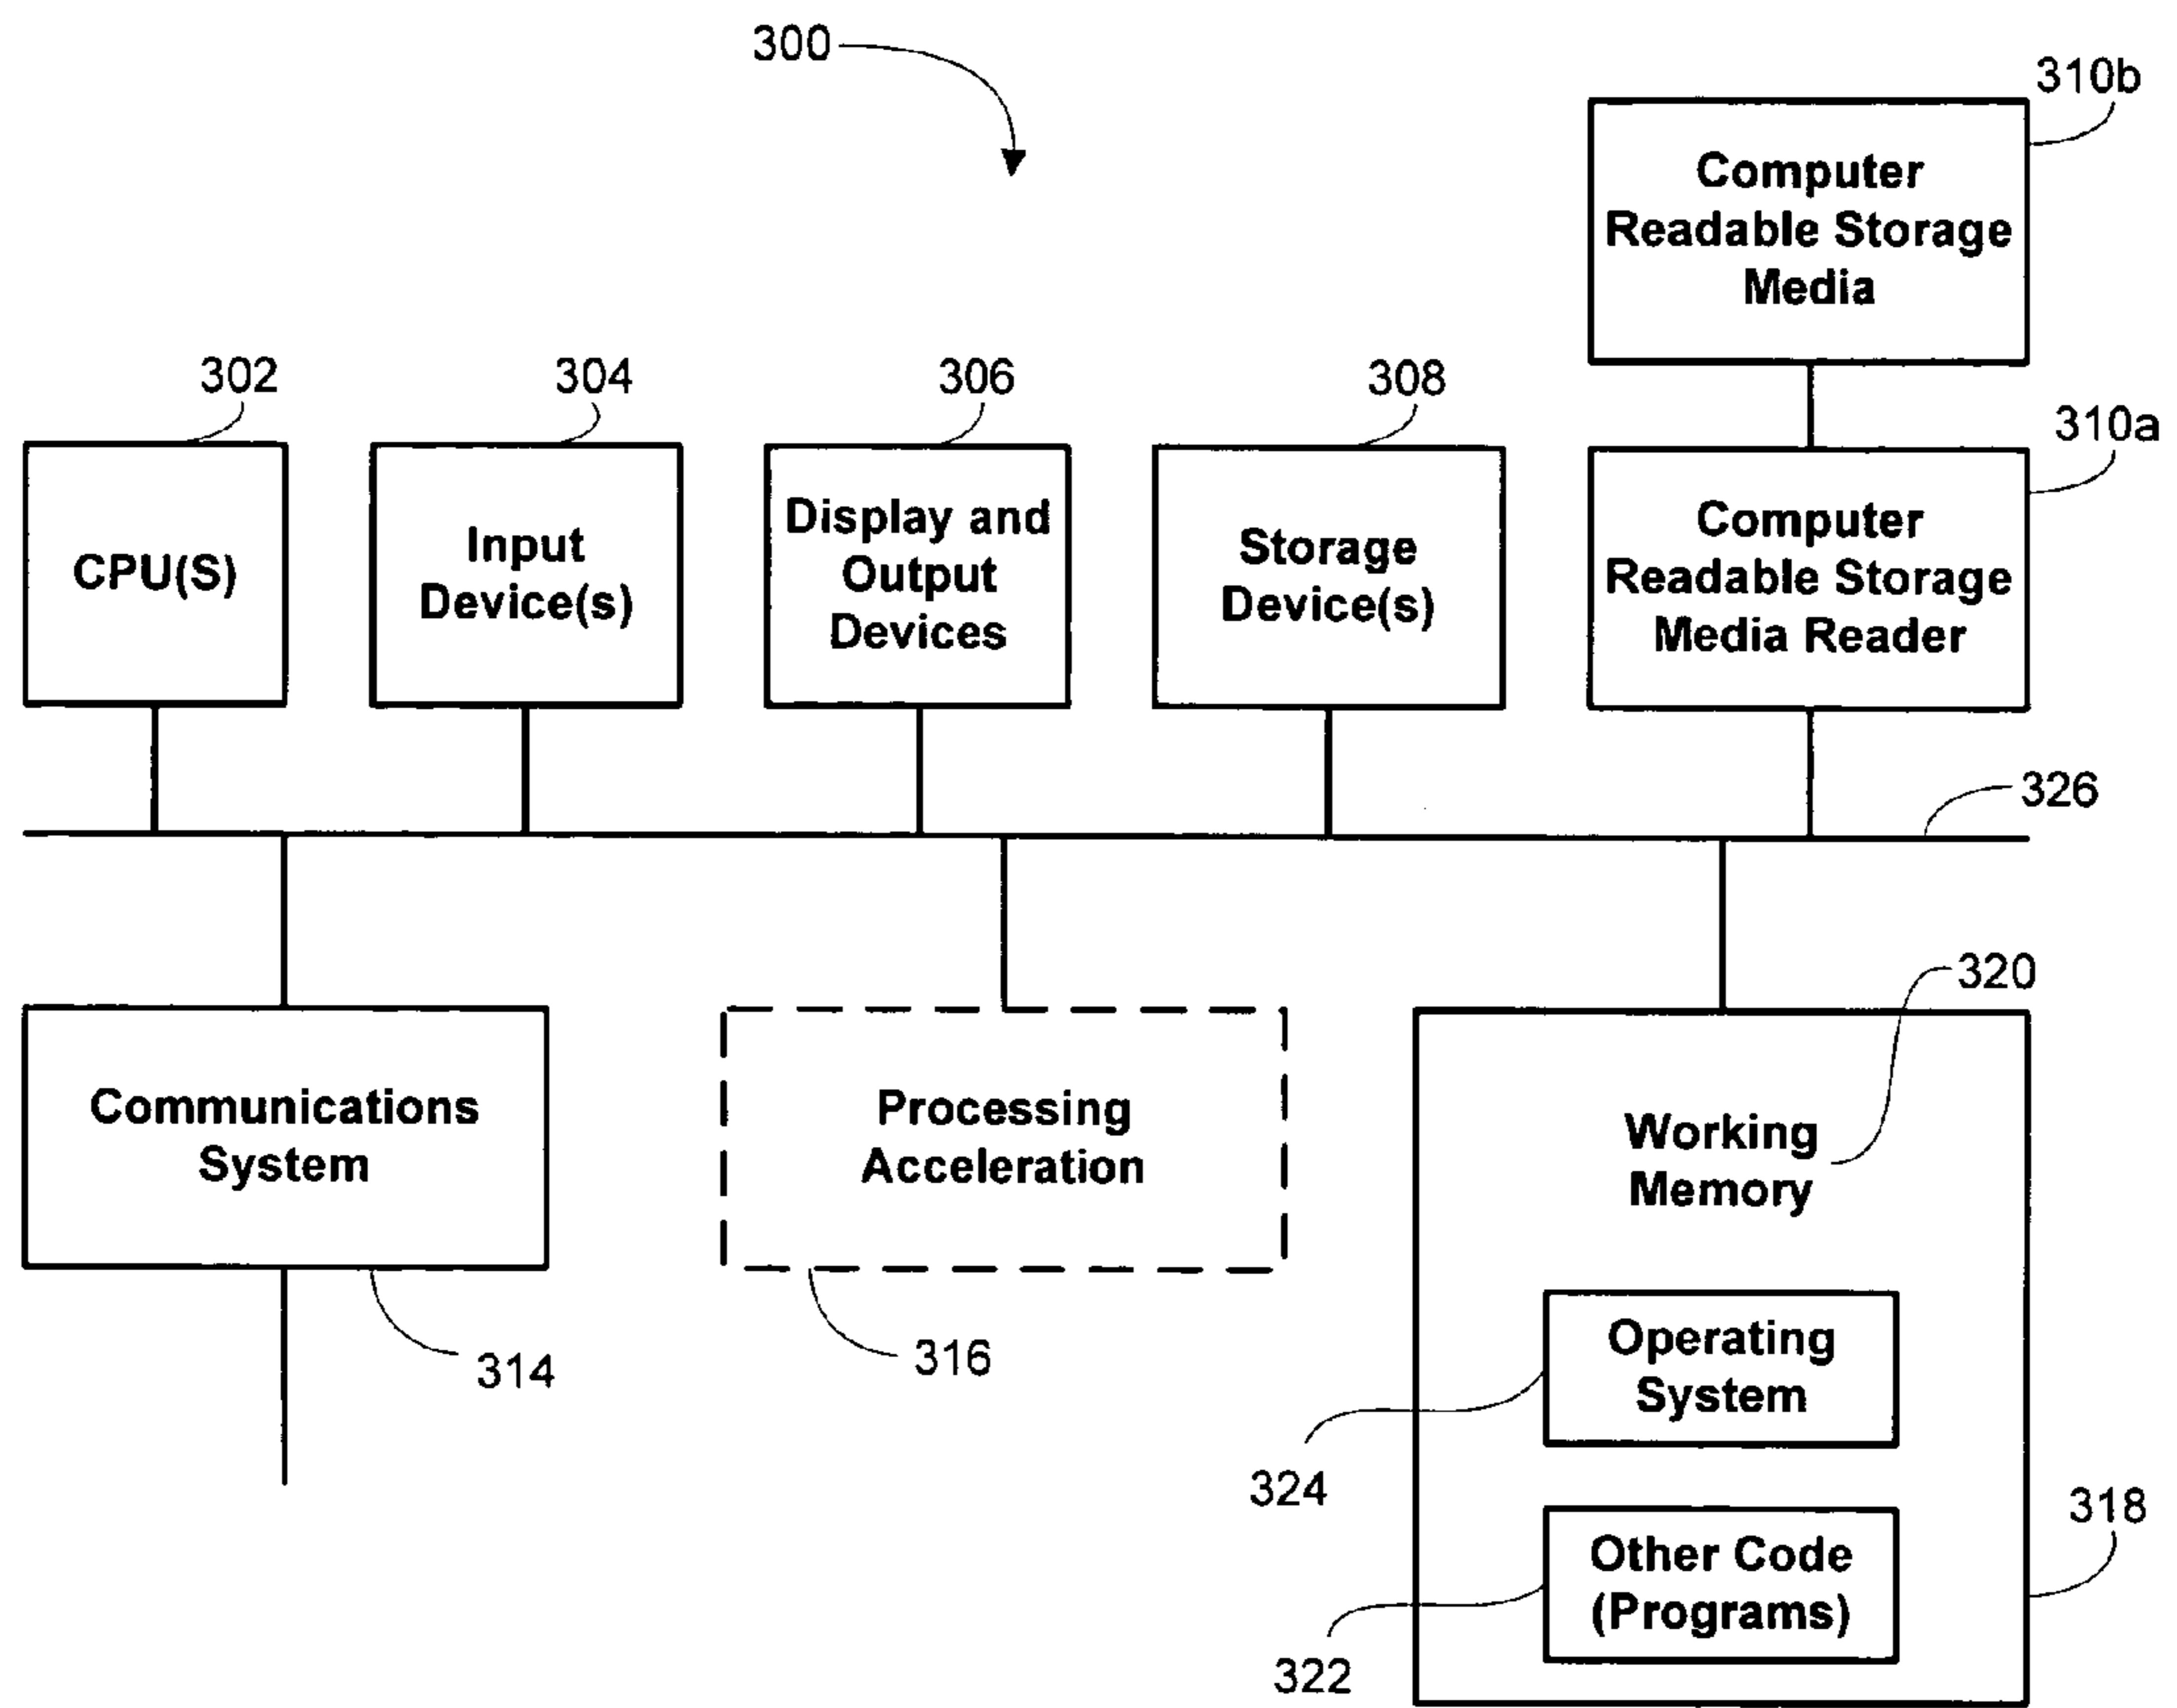 300
310b
Computer
Readable Storage
Media
302
304
306
308
310a
CPU(S)
Input
Device(s)
Display and
Output
Devices
Storage
Device(s)
Computer
Readable Storage
Media Reader
326
Communications
System
314
Processing
Acceleration
316
320
Working
Memory
Operating
System
324
Other Code
(Programs)
322
318